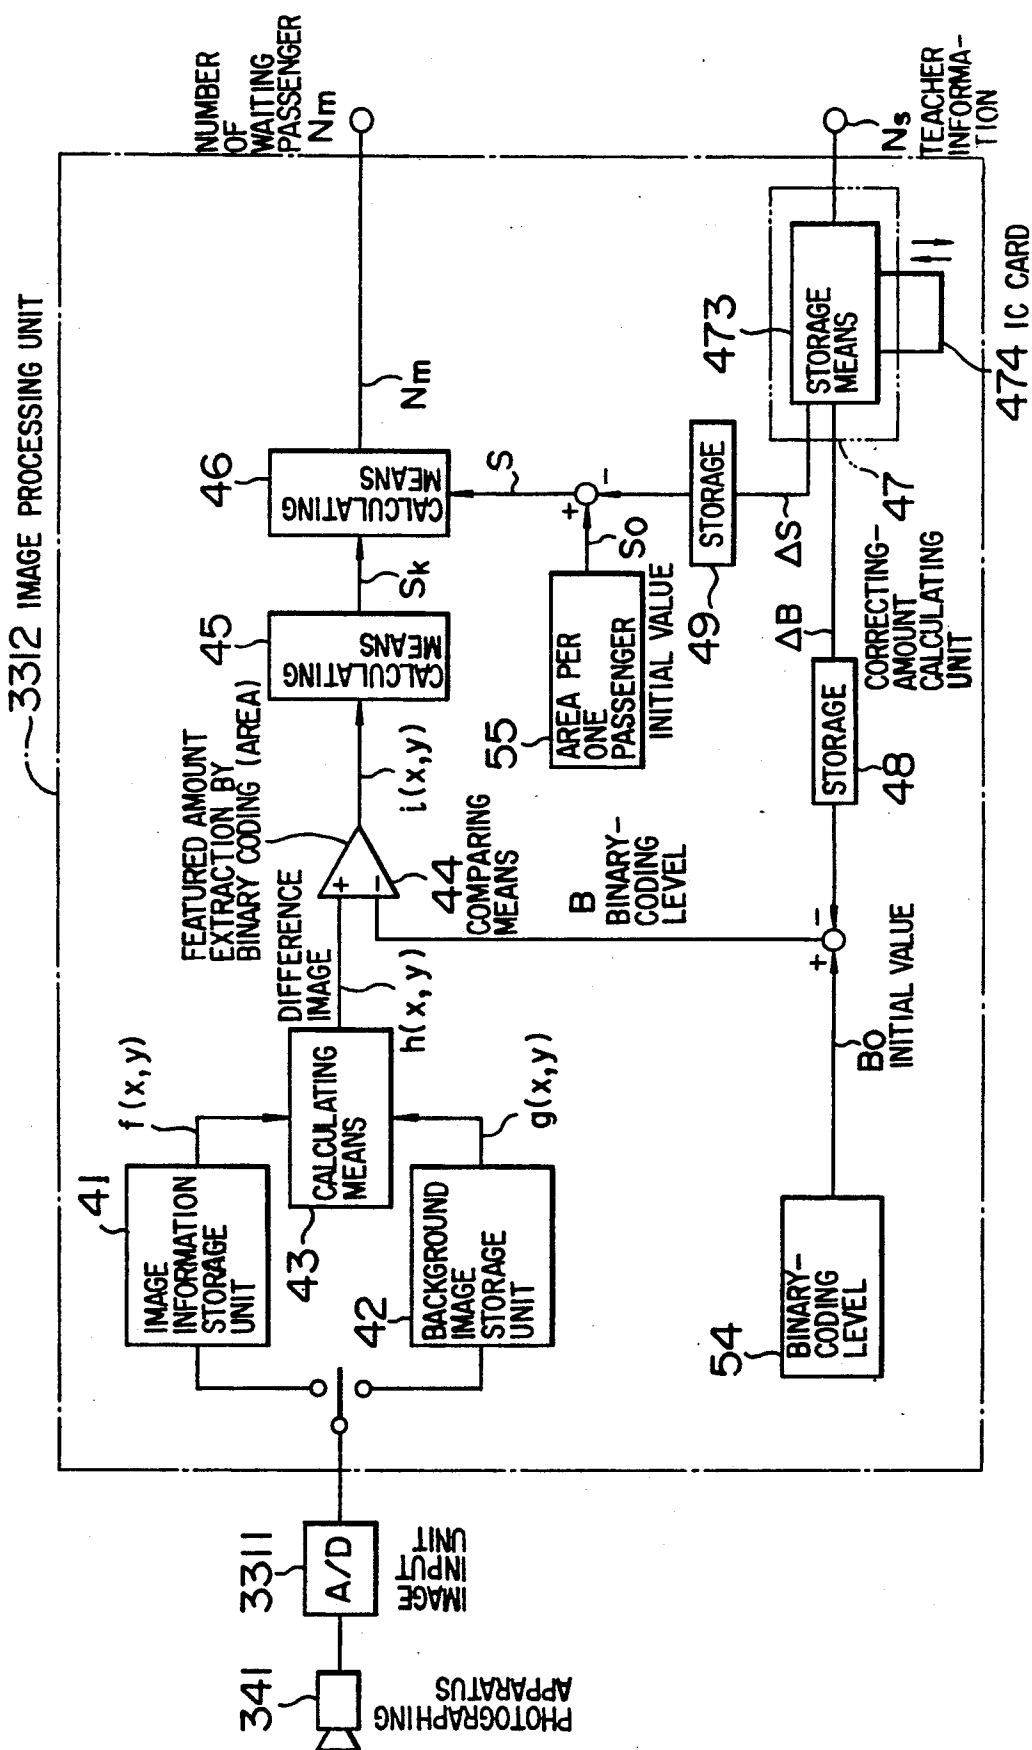 3312 IMAGE PROCESSING UNIT
341
PHOTOGRAPHING
APPARATUS
3311
A/D
IMAGE
INPUT
UNIT
41
IMAGE
INFORMATION
STORAGE
UNIT
f(x,y)
42
BACKGROUND
IMAGE
STORAGE
UNIT
g(x,y)
43
CALCULATING
MEANS
DIFFERENCE
IMAGE
h(x,y)
FEATURED AMOUNT
EXTRACTION BY
BINARY CODING (AREA)
+
−
44
COMPARING
MEANS
i(x,y)
45
CALCULATING
MEANS
Sk
46
CALCULATING
MEANS
Nm
NUMBER
OF
WAITING
PASSENGER
Nm
B
BINARY-
CODING
LEVEL
55
AREA PER
ONE
PASSENGER
INITIAL VALUE
SO
+
-
S
49
STORAGE
ΔS
473
STORAGE
MEANS
NS
TEACHER
INFORMA-
TION
474 IC CARD
47
CORRECTING-
AMOUNT
CALCULATING
UNIT
ΔB
STORAGE
48
54
BINARY-
CODING
LEVEL
BO
INITIAL VALUE
+
-